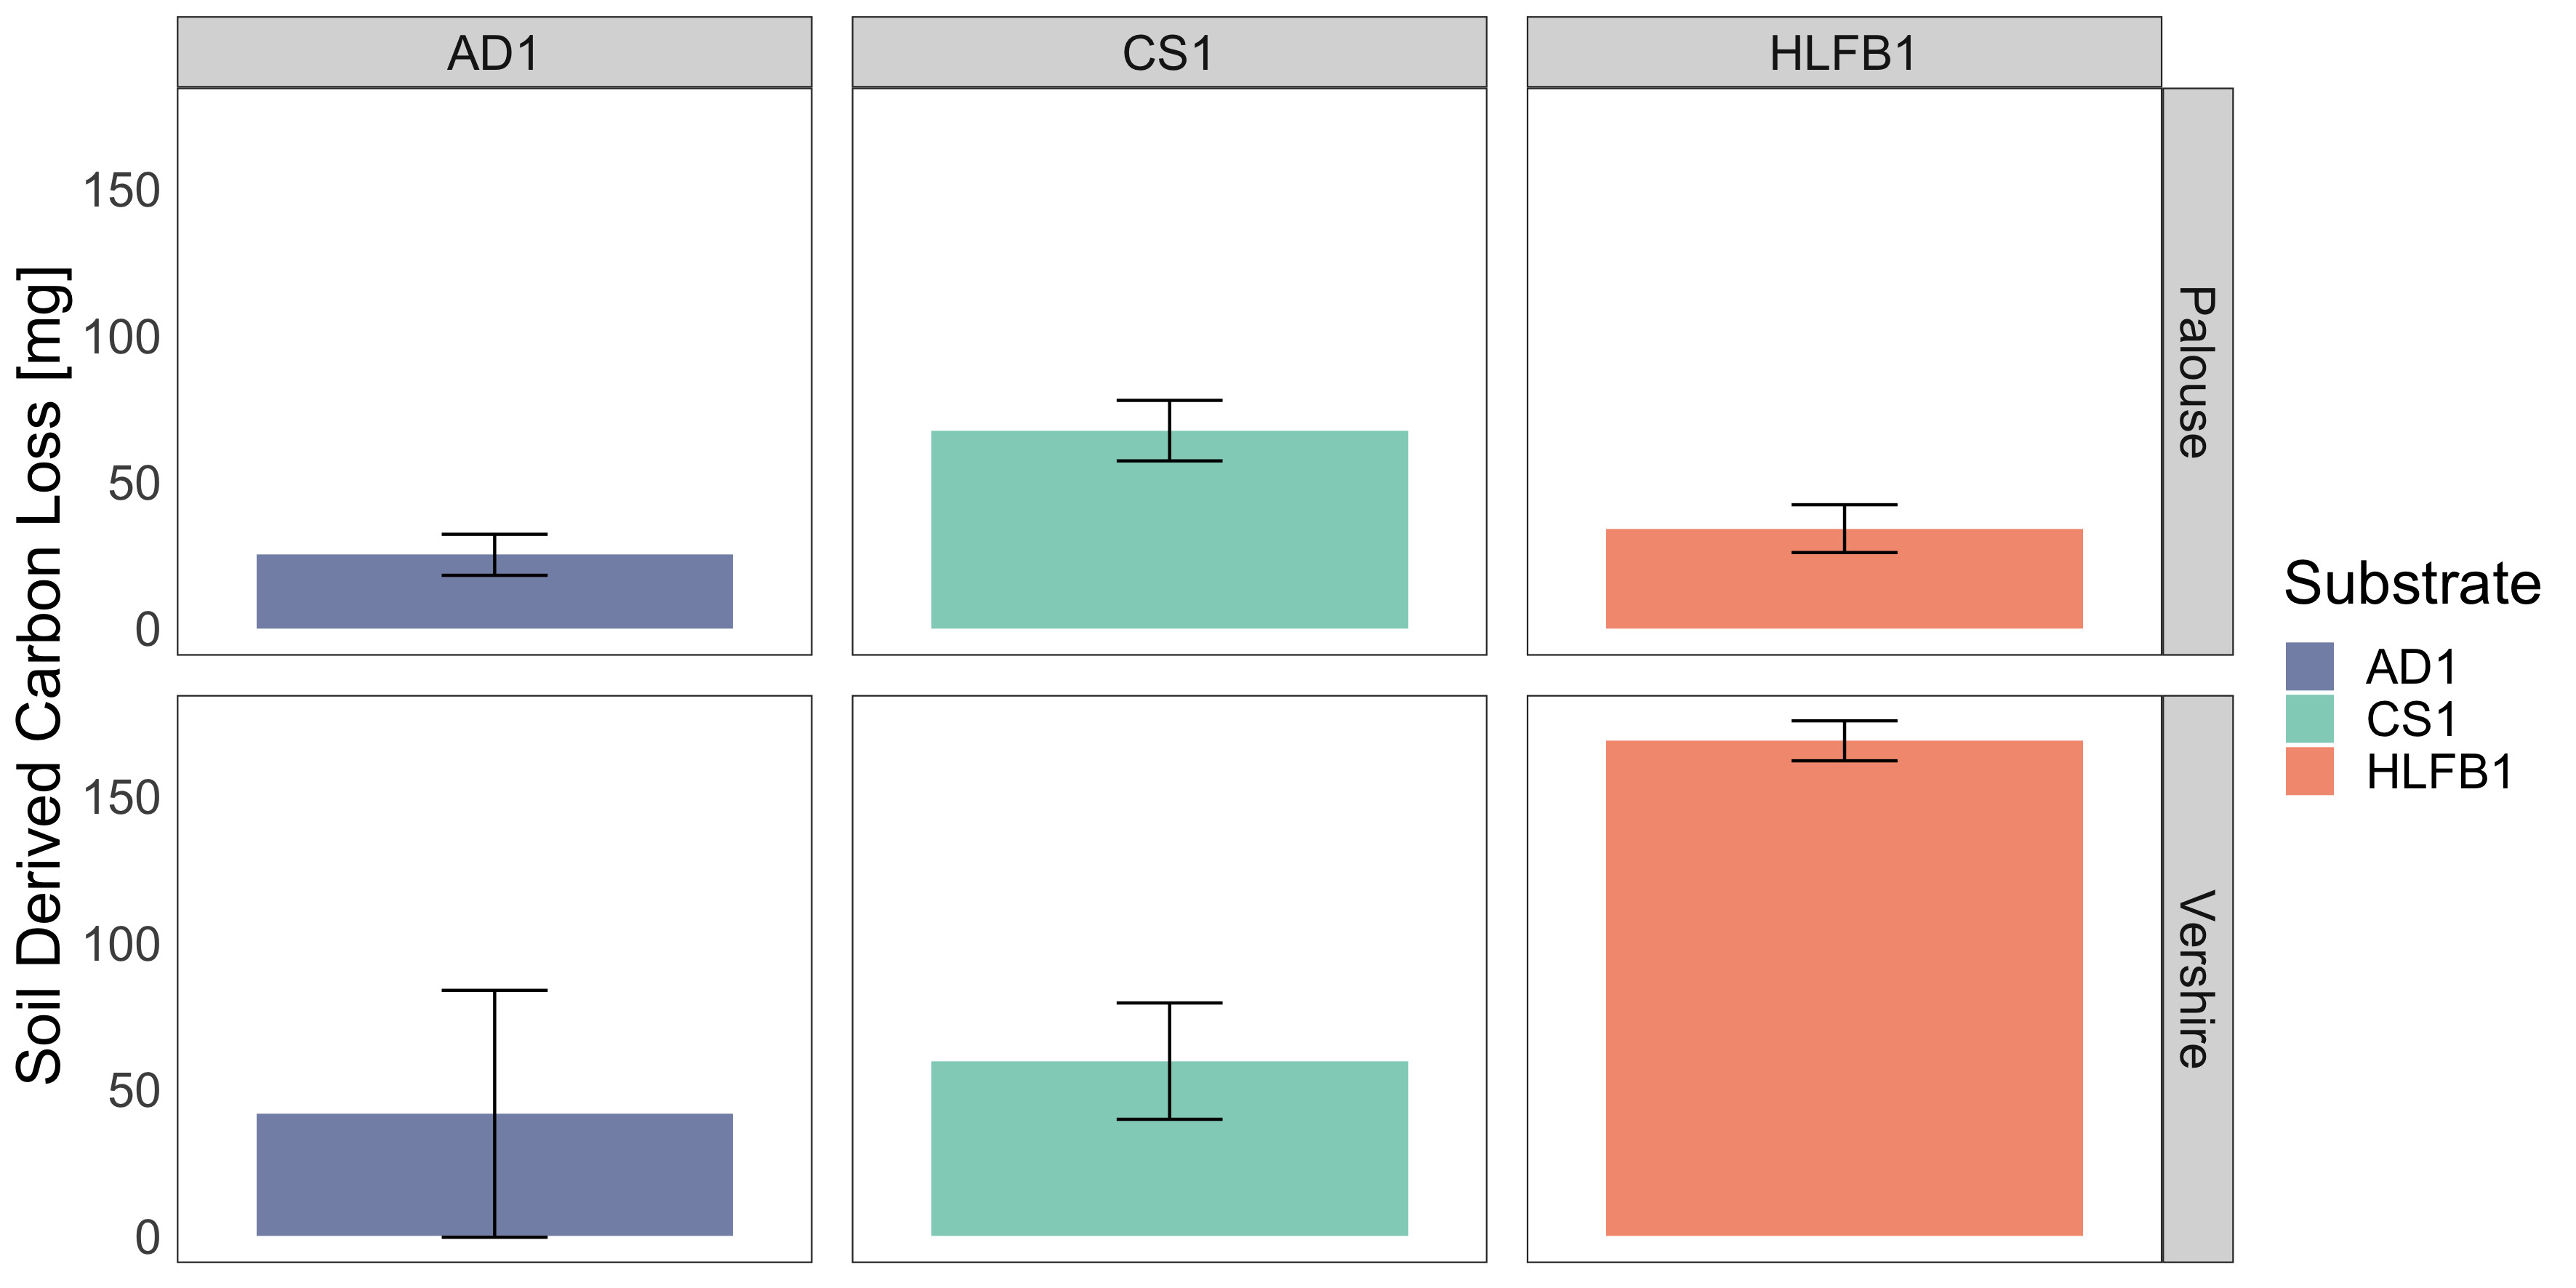 AD1
CS1
HLFB1
Soil Derived Carbon Loss [mg]
150
100
50
0
Palouse
150
100
50
0
Vershire
Substrate
AD1
CS1
HLFB1